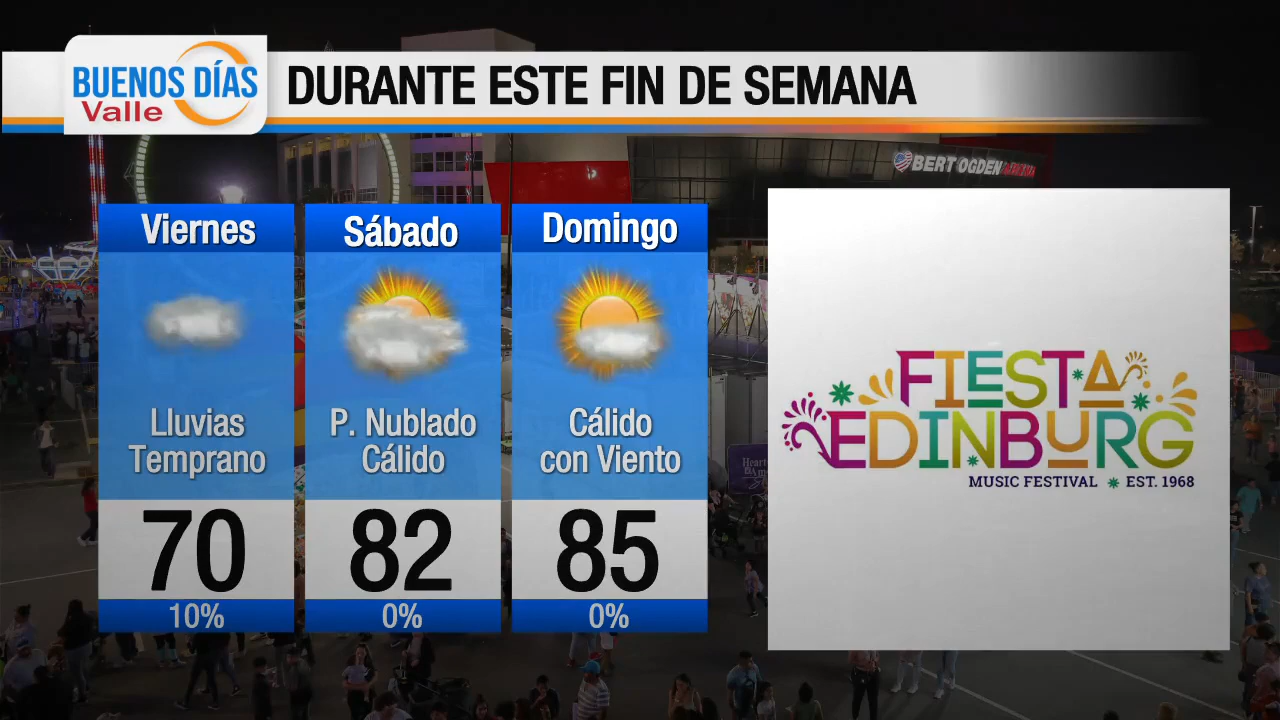 BUENOS DÍAS
Valle
DURANTE ESTE FIN DE SEMANA
BERT OGDEN ARENA
Viernes
Lluvias
Temprano
70
10%
Sábado
P. Nublado
Cálido
82
0%
Domingo
Cálido
con Viento
85
0%
FIESTA
EDINBURG
MUSIC FESTIVAL EST. 1968